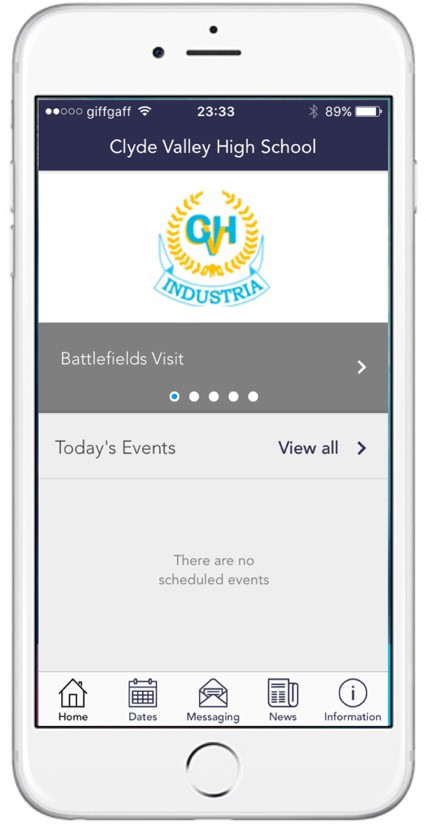 giffgaff 23:33 89%
Clyde Valley High School
CVH
INDUSTRIA
Battlefields Visit
Today's Events View all
There are no
scheduled events
Home Dates Messaging News Information